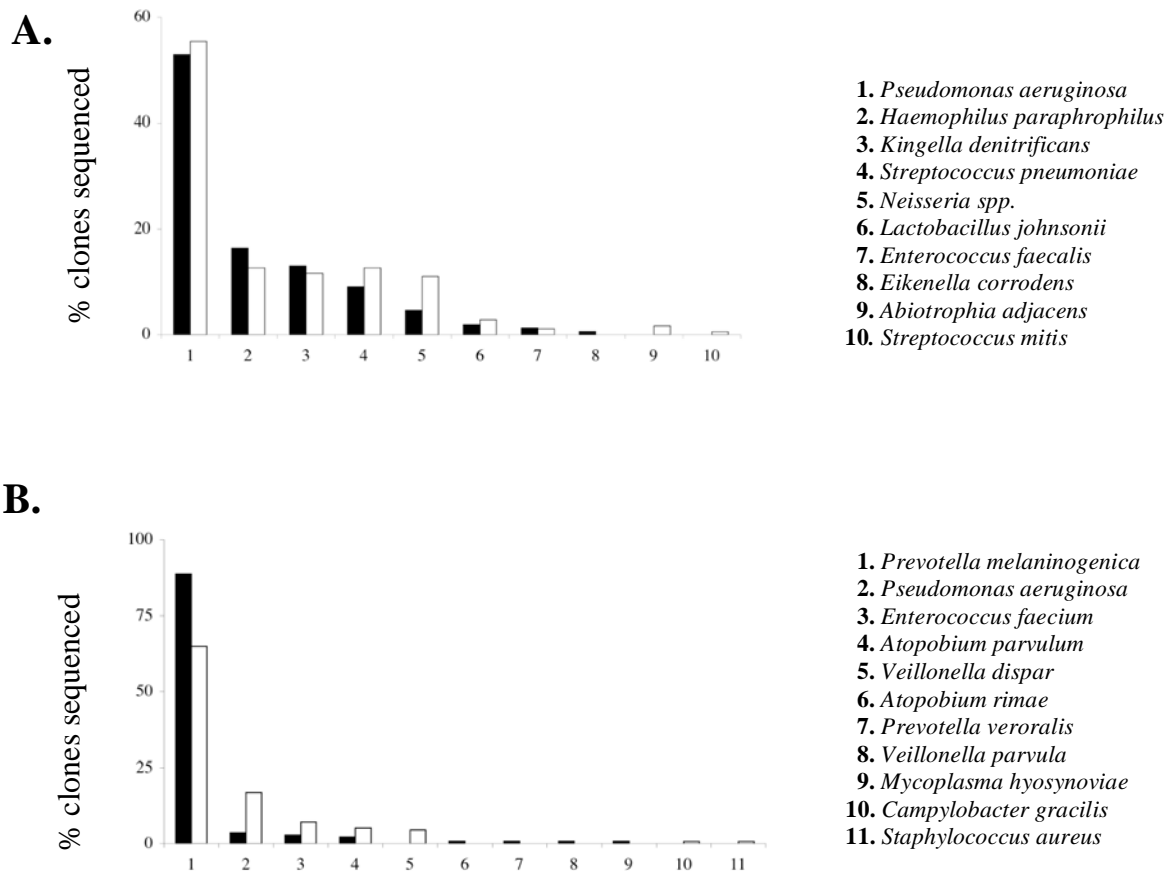 A.
% clones sequenced
60
40
20
0
1 2 3 4 5 6 7 8 9 10
1. Pseudomonas aeruginosa
2. Haemophilus paraphrophilus
3. Kingella denitrificans
4. Streptococcus pneumoniae
5. Neisseria spp.
6. Lactobacillus johnsonii
7. Enterococcus faecalis
8. Eikenella corrodens
9. Abiotrophia adjacens
10. Streptococcus mitis
B.
% clones sequenced
100
75
50
25
0
1 2 3 4 5 6 7 8 9 10 11
1. Prevotella melaninogenica
2. Pseudomonas aeruginosa
3. Enterococcus faecium
4. Atopobium parvulum
5. Veillonella dispar
6. Atopobium rimae
7. Prevotella veroralis
8. Veillonella parvula
9. Mycoplasma hyosynoviae
10. Campylobacter gracilis
11. Staphylococcus aureus